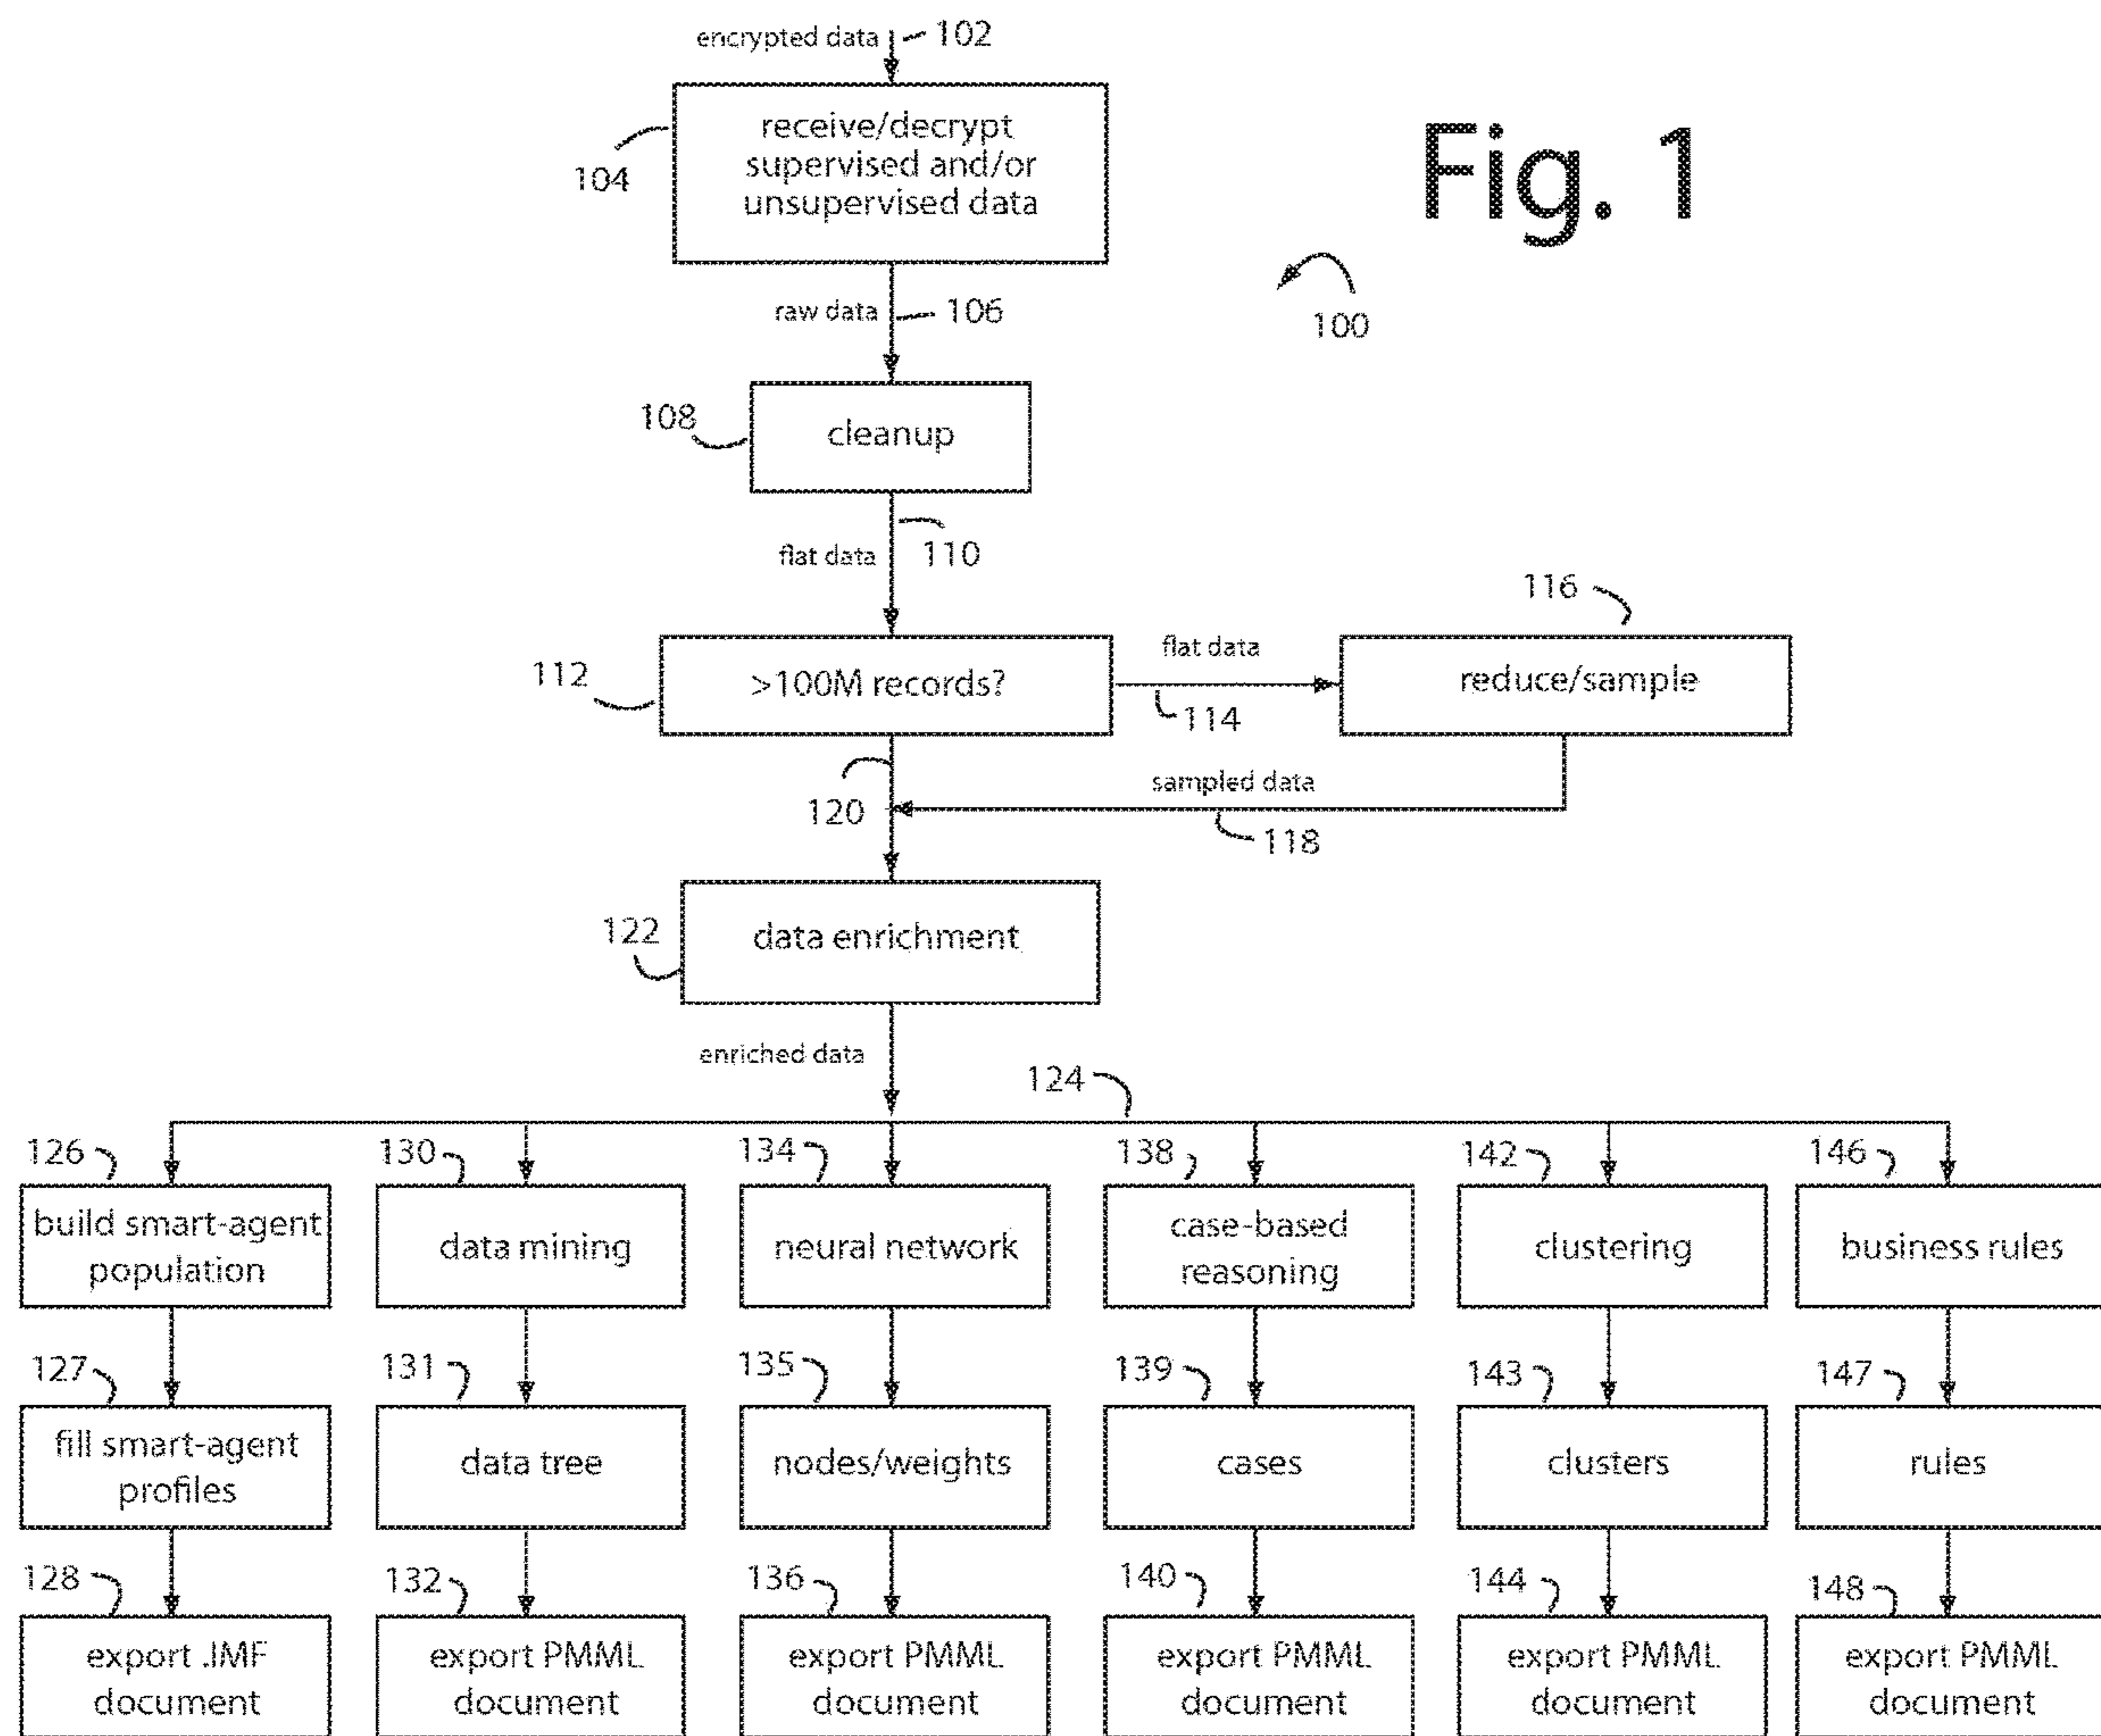 encrypted data
102
Fig. 1
receive/decrypt
supervised and/or
unsupervised data
104
raw data
106
100
108
cleanup
flat data
110
116
112
>100M records?
flat data
114
reduce/sample
120
sampled data
118
122
data enrichment
enriched data
124
126
130
134
138
142
146
build smart-agent
population
data mining
neural network
case-based
reasoning
clustering
business rules
127
131
135
139
143
147
fill smart-agent
profiles
data tree
nodes/weights
cases
clusters
rules
128
132
136
140
144
148
export .IMF
document
export PMML
document
export PMML
document
export PMML
document
export PMML
document
export PMML
document